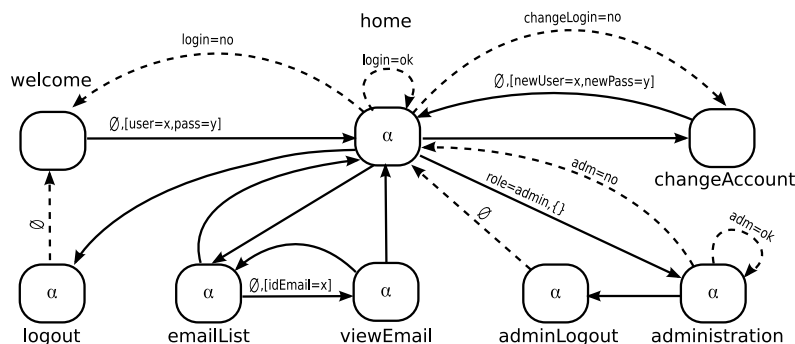 home
changeLogin=no
login=no
login=ok
welcome
∅,[newUser=x,newPass=y]
∅,[user=x,pass=y]
α
changeAccount
adm=no
role=admin,{}
∅
∅
adm=ok
α
α
∅,[idEmail=x]
α
α
α
logout
emailList
viewEmail
adminLogout
administration